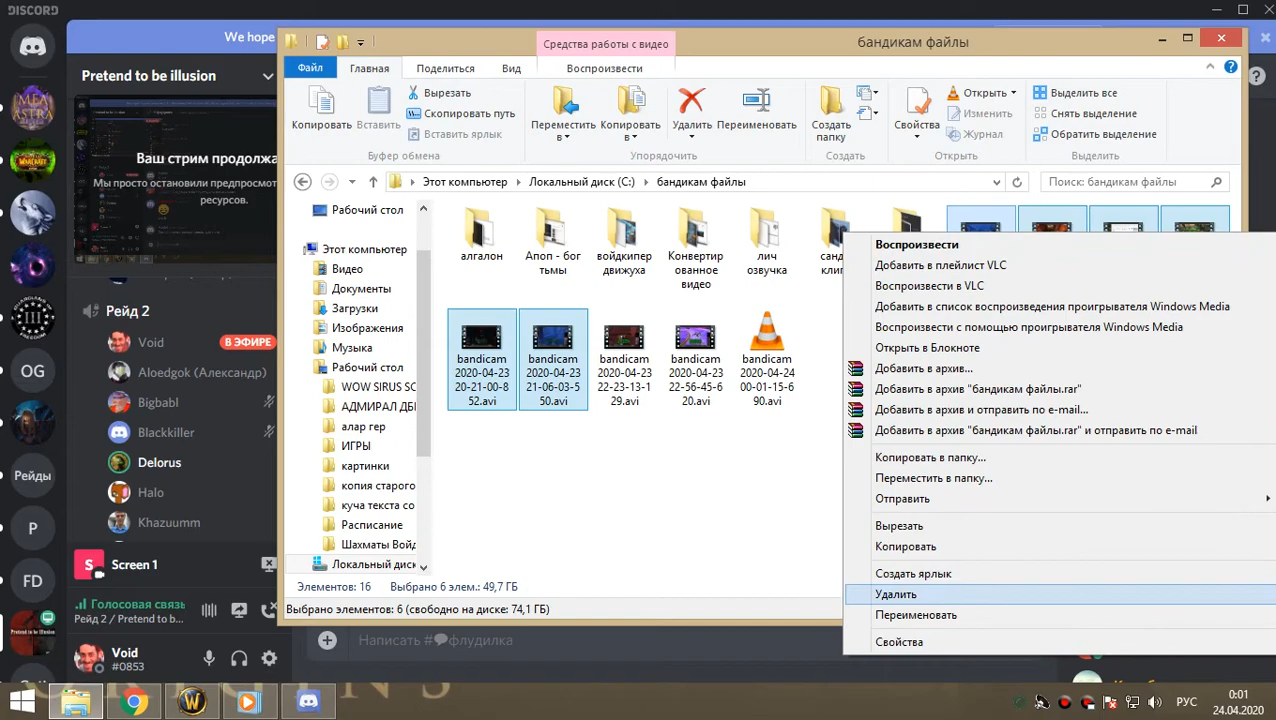 DISCORD
We hope
Pretend to be illusion
Ваш стрим продолжа
Мы просто остановили предпросмот
ресурсов.
Рейд 2
Void
В ЭФИРЕ
Aloedgok (Александр)
Bigbabl
Blackkiller
Delorus
Halo
Khazuumm
OG
Рейды
P
FD
Screen 1
Голосовая связь
Рейд 2 / Pretend to b...
Void
#0853
Средства работы с видео
бандикам файлы
Файл
Главная
Поделиться
Вид
Воспроизвести
Копировать
Вставить
Вырезать
Скопировать путь
Вставить ярлык
Буфер обмена
Переместить в
Копировать в
Удалить
Переименовать
Упорядочить
Создать папку
Создать
Свойства
Открыть
Изменить
Журнал
Открыть
Выделить все
Снять выделение
Обратить выделение
Выделить
Этот компьютер
Локальный диск (C:)
бандикам файлы
Поиск: бандикам файлы
Рабочий стол
Этот компьютер
Видео
Документы
Загрузки
Изображения
Музыка
Рабочий стол
WOW SIRUS SC
АДМИРАЛ ДБ
алар гер
ИГРЫ
картинки
копия старого
куча текста со
Расписание
Шахматы Войд
Локальный диск
алгалон
Апоп - бог
тьмы
войдкипер
движуха
Конвертир
ованное
видео
лич
озвучка
санд
кли
bandicam
2020-04-23
20-21-00-8
52.avi
bandicam
2020-04-23
21-06-03-5
50.avi
bandicam
2020-04-23
22-23-13-1
29.avi
bandicam
2020-04-23
22-56-45-6
20.avi
bandicam
2020-04-24
00-01-15-6
90.avi
Воспроизвести
Добавить в плейлист VLC
Воспроизвести в VLC
Добавить в список воспроизведения проигрывателя Windows Media
Воспроизвести с помощью проигрывателя Windows Media
Открыть в Блокноте
Добавить в архив...
Добавить в архив "бандикам файлы.rar"
Добавить в архив и отправить по e-mail...
Добавить в архив "бандикам файлы.rar" и отправить по e-mail
Копировать в папку...
Переместить в папку...
Отправить
Вырезать
Копировать
Создать ярлык
Удалить
Переименовать
Свойства
Элементов: 16
Выбрано 6 элем.: 49,7 ГБ
Выбрано элементов: 6 (свободно на диске: 74,1 ГБ)
Написать #
флудилка
РУС
0:01
24.04.2020